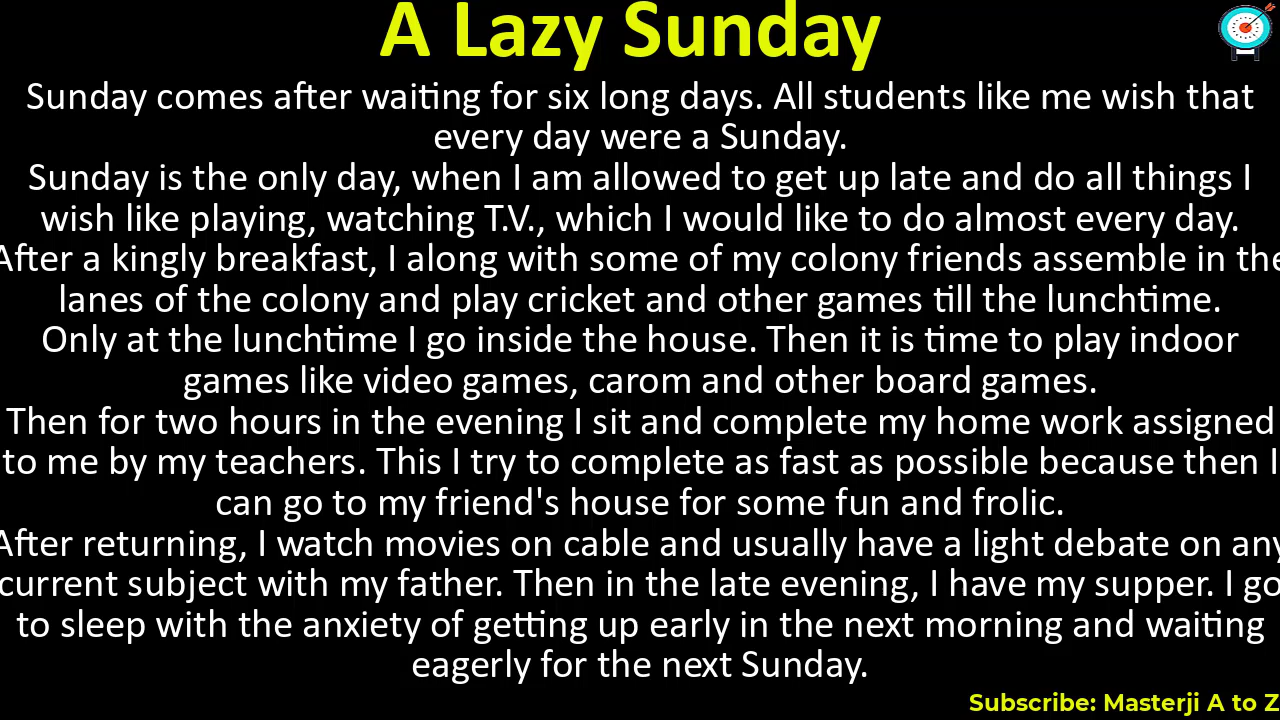 A Lazy Sunday
Sunday comes after waiting for six long days. All students like me wish that
every day were a Sunday.
Sunday is the only day, when I am allowed to get up late and do all things I
wish like playing, watching T.V., which I would like to do almost every day.
After a kingly breakfast, I along with some of my colony friends assemble in the
lanes of the colony and play cricket and other games till the lunchtime.
Only at the lunchtime I go inside the house. Then it is time to play indoor
games like video games, carom and other board games.
Then for two hours in the evening I sit and complete my home work assigned
to me by my teachers. This I try to complete as fast as possible because then I
can go to my friend's house for some fun and frolic.
After returning, I watch movies on cable and usually have a light debate on any
current subject with my father. Then in the late evening, I have my supper. I go
to sleep with the anxiety of getting up early in the next morning and waiting
eagerly for the next Sunday.
Subscribe: Masterji A to Z